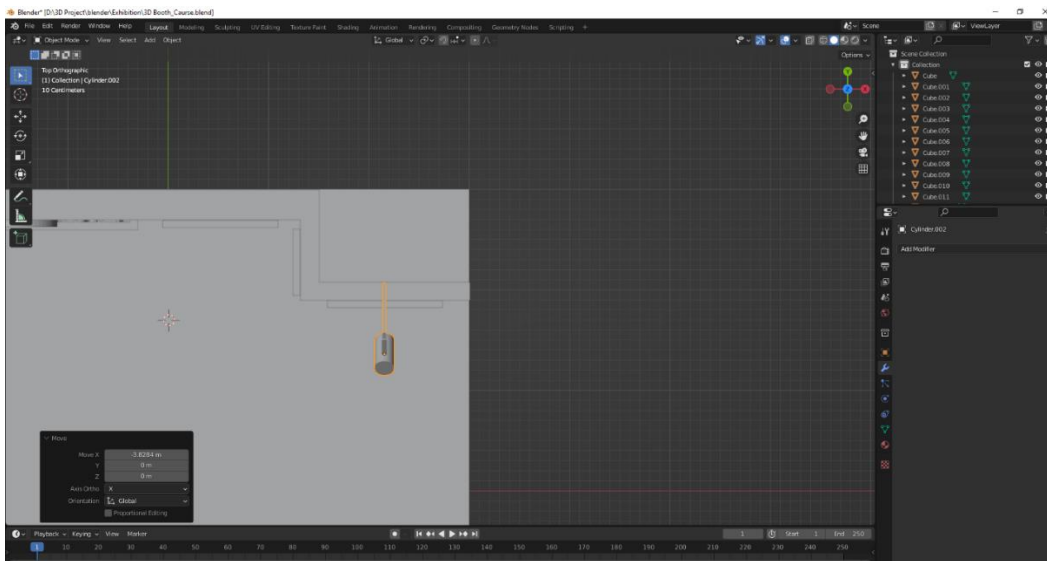 Blender* [D:\3D Project\blender\Exhibition\3D Booth_Caurse.blend]
File Edit Render Window Help Layout Modeling Sculpting UV Editing Texture Paint Shading Animation Rendering Compositing Geometry Nodes Scripting + Scene ViewLayer
Object Mode View Select Add Object Global
Options
Top Orthographic
(1) Collection | Cylinder.002
10 Centimeters
Z
Scene Collection
Collection
Cube
Cube.001
Cube.002
Cube.003
Cube.004
Cube.005
Cube.006
Cube.007
Cube.008
Cube.009
Cube.010
Cube.011
Cylinder.002
Add Modifier
Move
Move X -3.8284 m
Y 0 m
Z 0 m
Axis Ortho X
Orientation Global
Proportional Editing
Playback Keying View Marker 1 Start 1 End 250
1 10 20 30 40 50 60 70 80 90 100 110 120 130 140 150 160 170 180 190 200 210 220 230 240 250